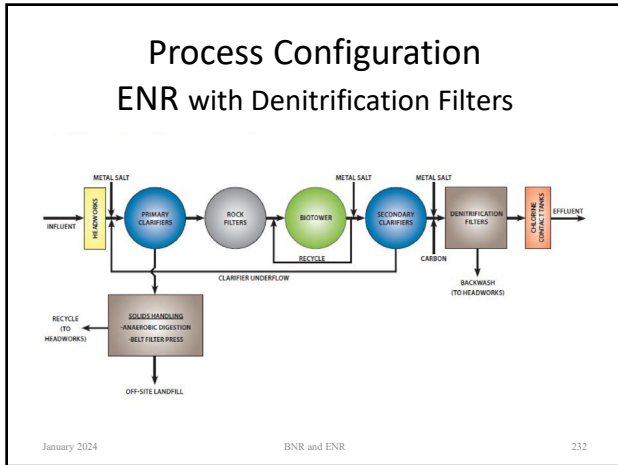 Process Configuration
ENR with Denitrification Filters
METAL SALT
METAL SALT
METAL SALT
INFLUENT
HEADWORKS
PRIMARY
CLARIFIERS
ROCK
FILTERS
BIOTOWER
SECONDARY
CLARIFIERS
DENITRIFICATION
FILTERS
CHLORINE
CONTACT TANKS
EFFLUENT
RECYCLE
CARBON
CLARIFIER UNDERFLOW
BACKWASH
(TO HEADWORKS)
SOLIDS HANDLING
-ANAEROBIC DIGESTION
-BELT FILTER PRESS
RECYCLE
(TO
HEADWORKS)
OFF-SITE LANDFILL
January 2024
BNR and ENR
232